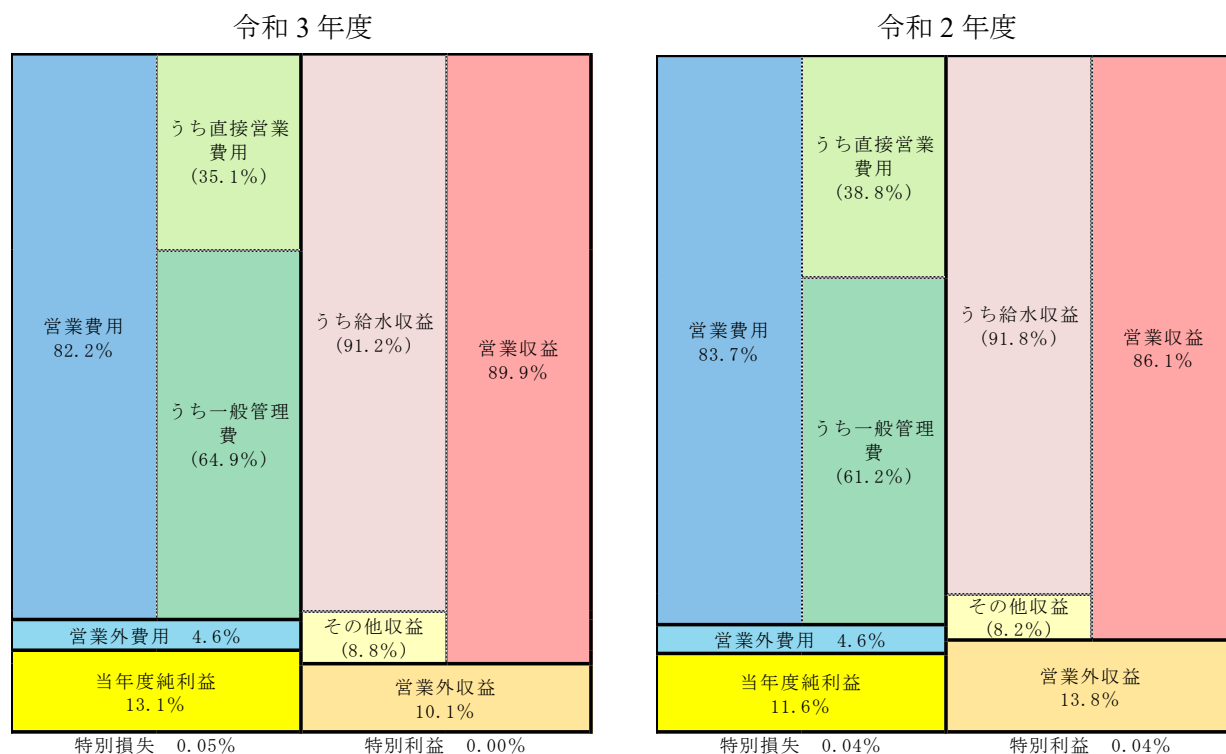 令和3年度
うち直接営業
費用
(35.1%)
営業費用
82.2%
うち給水収益
(91.2%)
営業収益
89.9%
うち一般管理
費
(64.9%)
営業外費用 4.6%
その他収益
(8.8%)
当年度純利益
13.1%
営業外収益
10.1%
特別損失 0.05%
特別利益 0.00%
令和2年度
うち直接営業
費用
(38.8%)
営業費用
83.7%
うち給水収益
(91.8%)
営業収益
86.1%
うち一般管理
費
(61.2%)
その他収益
(8.2%)
営業外費用 4.6%
当年度純利益
11.6%
営業外収益
13.8%
特別損失 0.04%
特別利益 0.04%